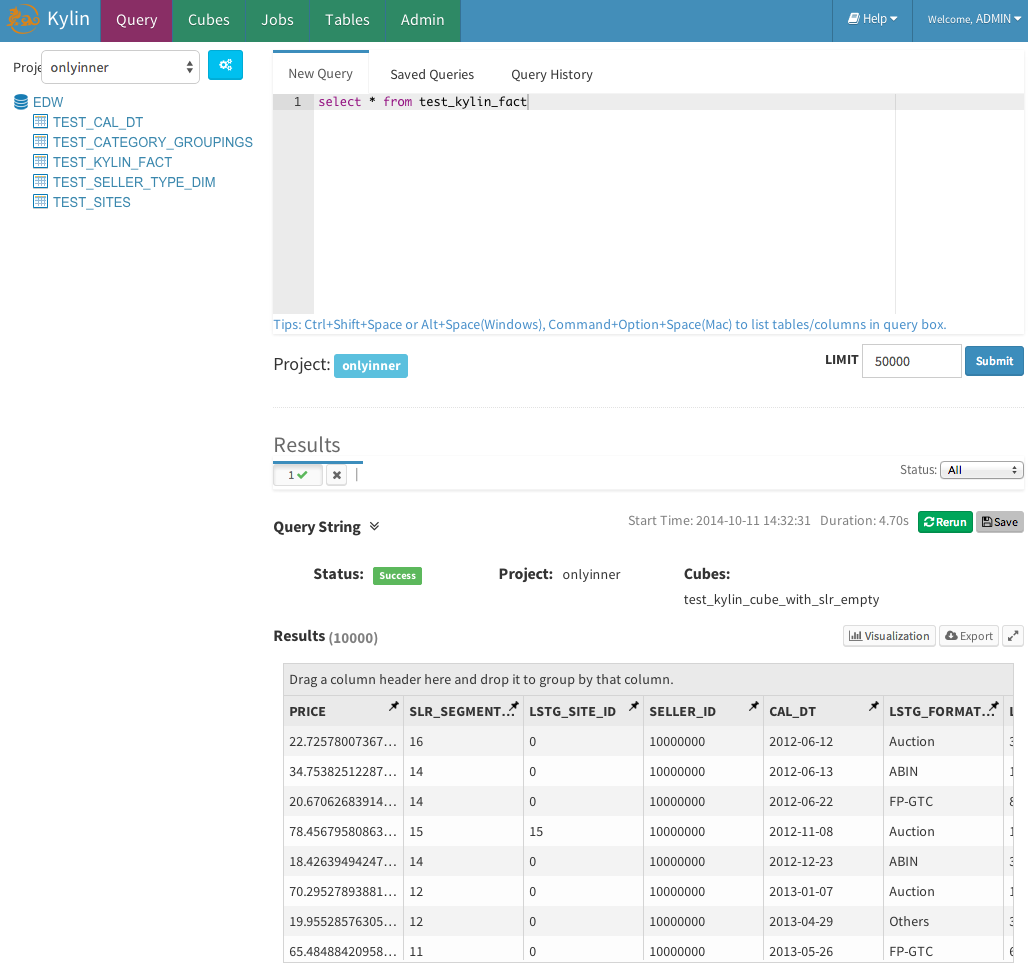 Kylin Query Cubes Jobs Tables Admin Help Welcome, ADMIN
Proje onlyinner
EDW
TEST_CAL_DT
TEST_CATEGORY_GROUPINGS
TEST_KYLIN_FACT
TEST_SELLER_TYPE_DIM
TEST_SITES
New Query Saved Queries Query History
1 select * from test_kylin_fact
Tips: Ctrl+Shift+Space or Alt+Space(Windows), Command+Option+Space(Mac) to list tables/columns in query box.
Project: onlyinner LIMIT 50000 Submit
Results
1 Status: All
Query String Start Time: 2014-10-11 14:32:31 Duration: 4.70s Rerun Save
Status: Success Project: onlyinner Cubes:
test_kylin_cube_with_slr_empty
Results (10000) Visualization Export
Drag a column header here and drop it to group by that column.
PRICE SLR_SEGMENT... LSTG_SITE_ID SELLER_ID CAL_DT LSTG_FORMAT...
22.72578007367... 16 0 10000000 2012-06-12 Auction
34.75382512287... 14 0 10000000 2012-06-13 ABIN
20.67062683914... 14 0 10000000 2012-06-22 FP-GTC
78.45679580863... 15 15 10000000 2012-11-08 Auction
18.42639494247... 14 0 10000000 2012-12-23 ABIN
70.29527893881... 12 0 10000000 2013-01-07 Auction
19.95528576305... 12 0 10000000 2013-04-29 Others
65.48488420958... 11 0 10000000 2013-05-26 FP-GTC